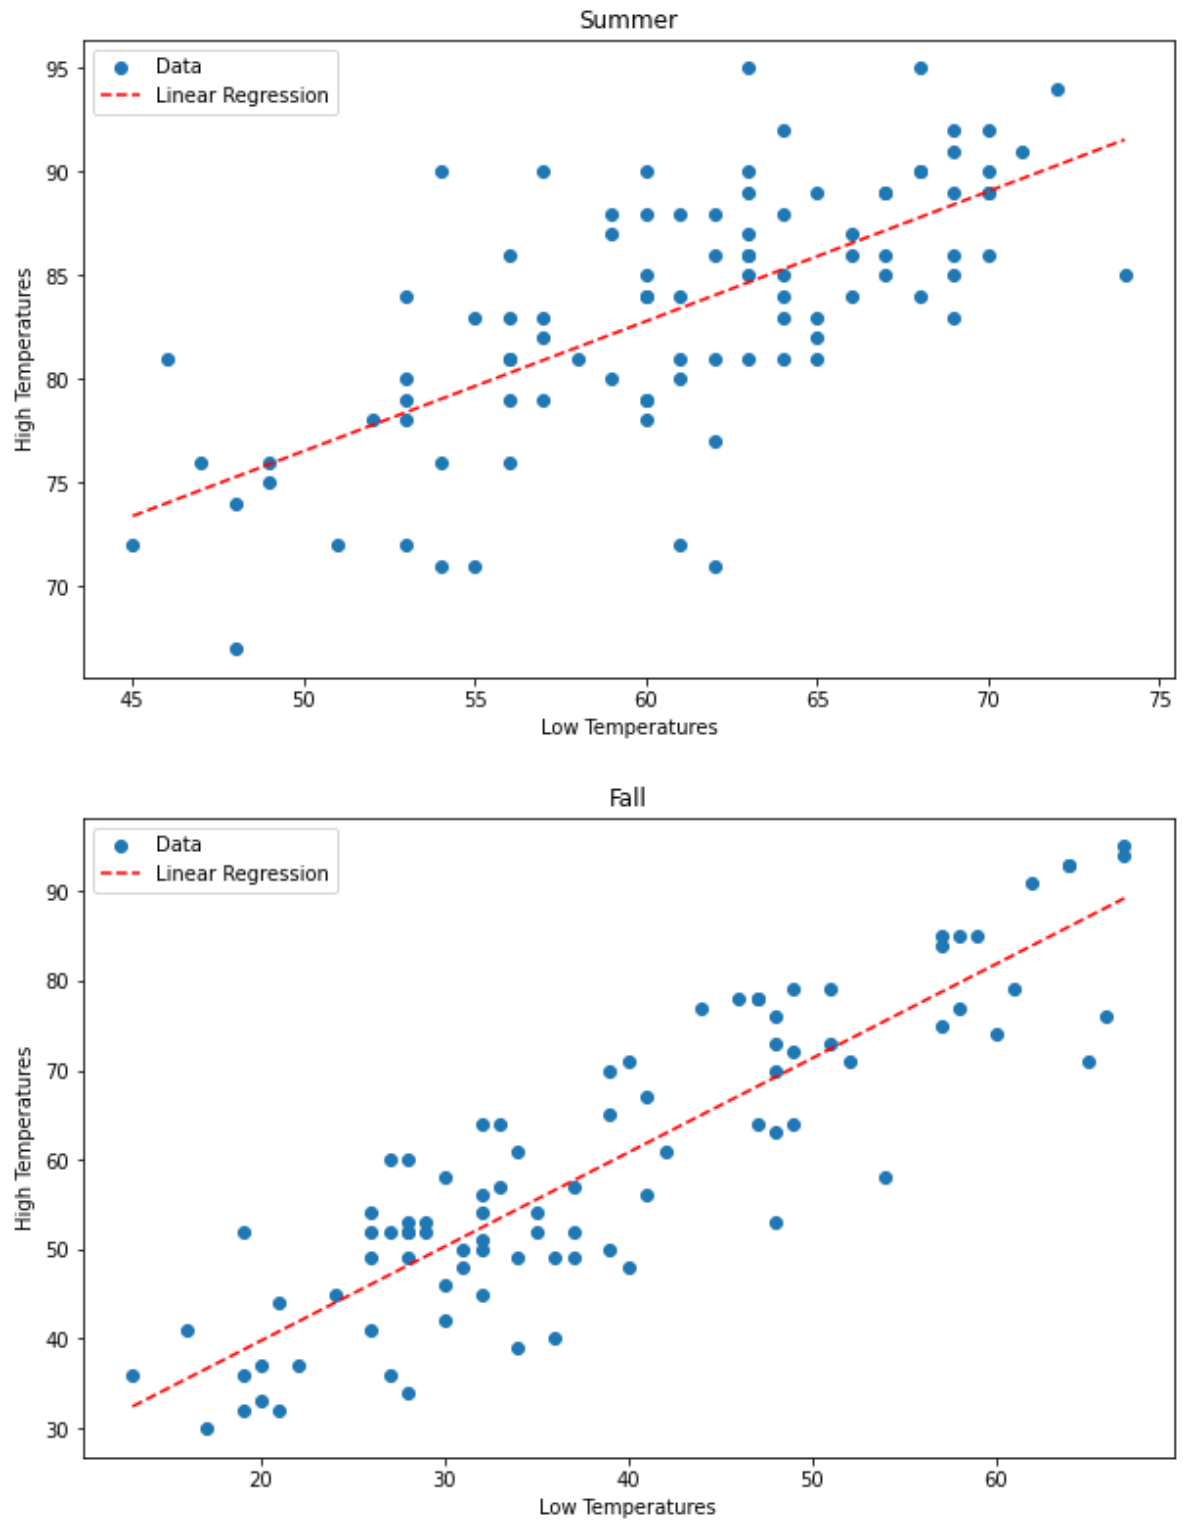 Summer
Data
Linear Regression
95
90
85
80
75
70
High Temperatures
45 50 55 60 65 70 75
Low Temperatures
Fall
Data
Linear Regression
90
80
70
60
50
40
30
High Temperatures
20 30 40 50 60
Low Temperatures